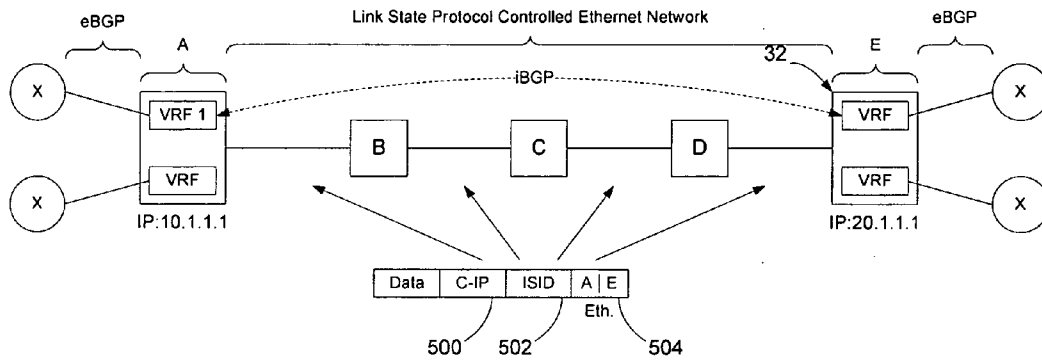 Link State Protocol Controlled Ethernet Network
eBGP
eBGP
A
E
32
iBGP
X
VRF 1
VRF
X
B
C
D
X
VRF
VRF
X
IP:10.1.1.1
IP:20.1.1.1
Data C-IP ISID A E
Eth.
500 502 504